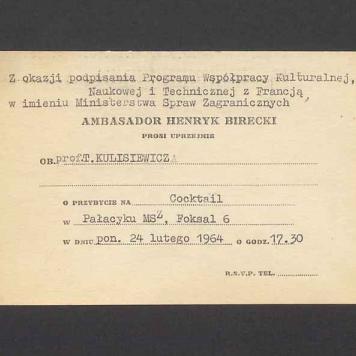 Z okazji podpisania Programu Współpracy Kulturalnej,
Naukowej i Technicznej z Francją
w imieniu Ministerstwa Spraw Zagranicznych,
AMBASADOR HENRYK BIRECKI
PROSI UPRZEJMIE
OB. prof.T.KULISIEWICZA
O PRZYBYCIE NA Cocktail
W Pałacyku MSZ, Foksal 6
W DNIU pon. 24 lutego 1964 O GODZ. 17.30
R.S.V.P. TEL.